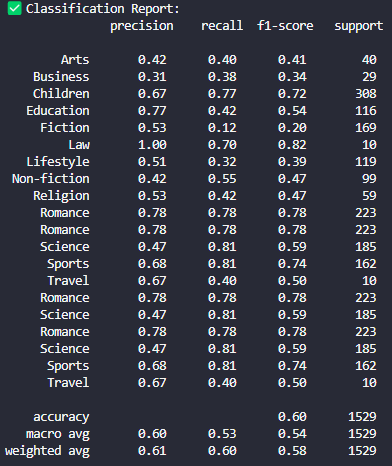 ✅ Classification Report:
precision recall f1-score support
Arts 0.42 0.40 0.41 40
Business 0.31 0.38 0.34 29
Children 0.67 0.77 0.72 308
Education 0.77 0.42 0.54 116
Fiction 0.53 0.12 0.20 169
Law 1.00 0.70 0.82 10
Lifestyle 0.51 0.32 0.39 119
Non-fiction 0.42 0.55 0.47 99
Religion 0.53 0.42 0.47 59
Romance 0.78 0.78 0.78 223
Romance 0.78 0.78 0.78 223
Science 0.47 0.81 0.59 185
Sports 0.68 0.81 0.74 162
Travel 0.67 0.40 0.50 10
Romance 0.78 0.78 0.78 223
Science 0.47 0.81 0.59 185
Romance 0.78 0.78 0.78 223
Science 0.47 0.81 0.59 185
Sports 0.68 0.81 0.74 162
Travel 0.67 0.40 0.50 10
accuracy 0.60 1529
macro avg 0.60 0.53 0.54 1529
weighted avg 0.61 0.60 0.58 1529